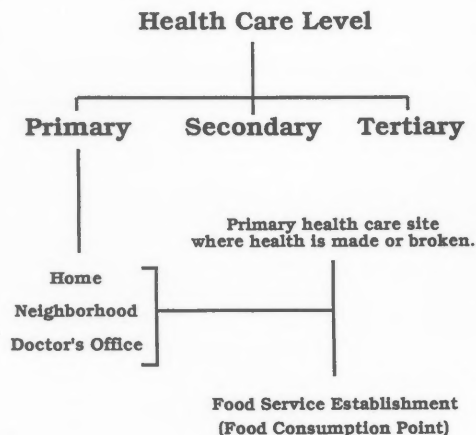 Health Care Level
Primary Secondary Tertiary
Primary health care site
where health is made or broken.
Home
Neighborhood
Doctor's Office
Food Service Establishment
(Food Consumption Point)